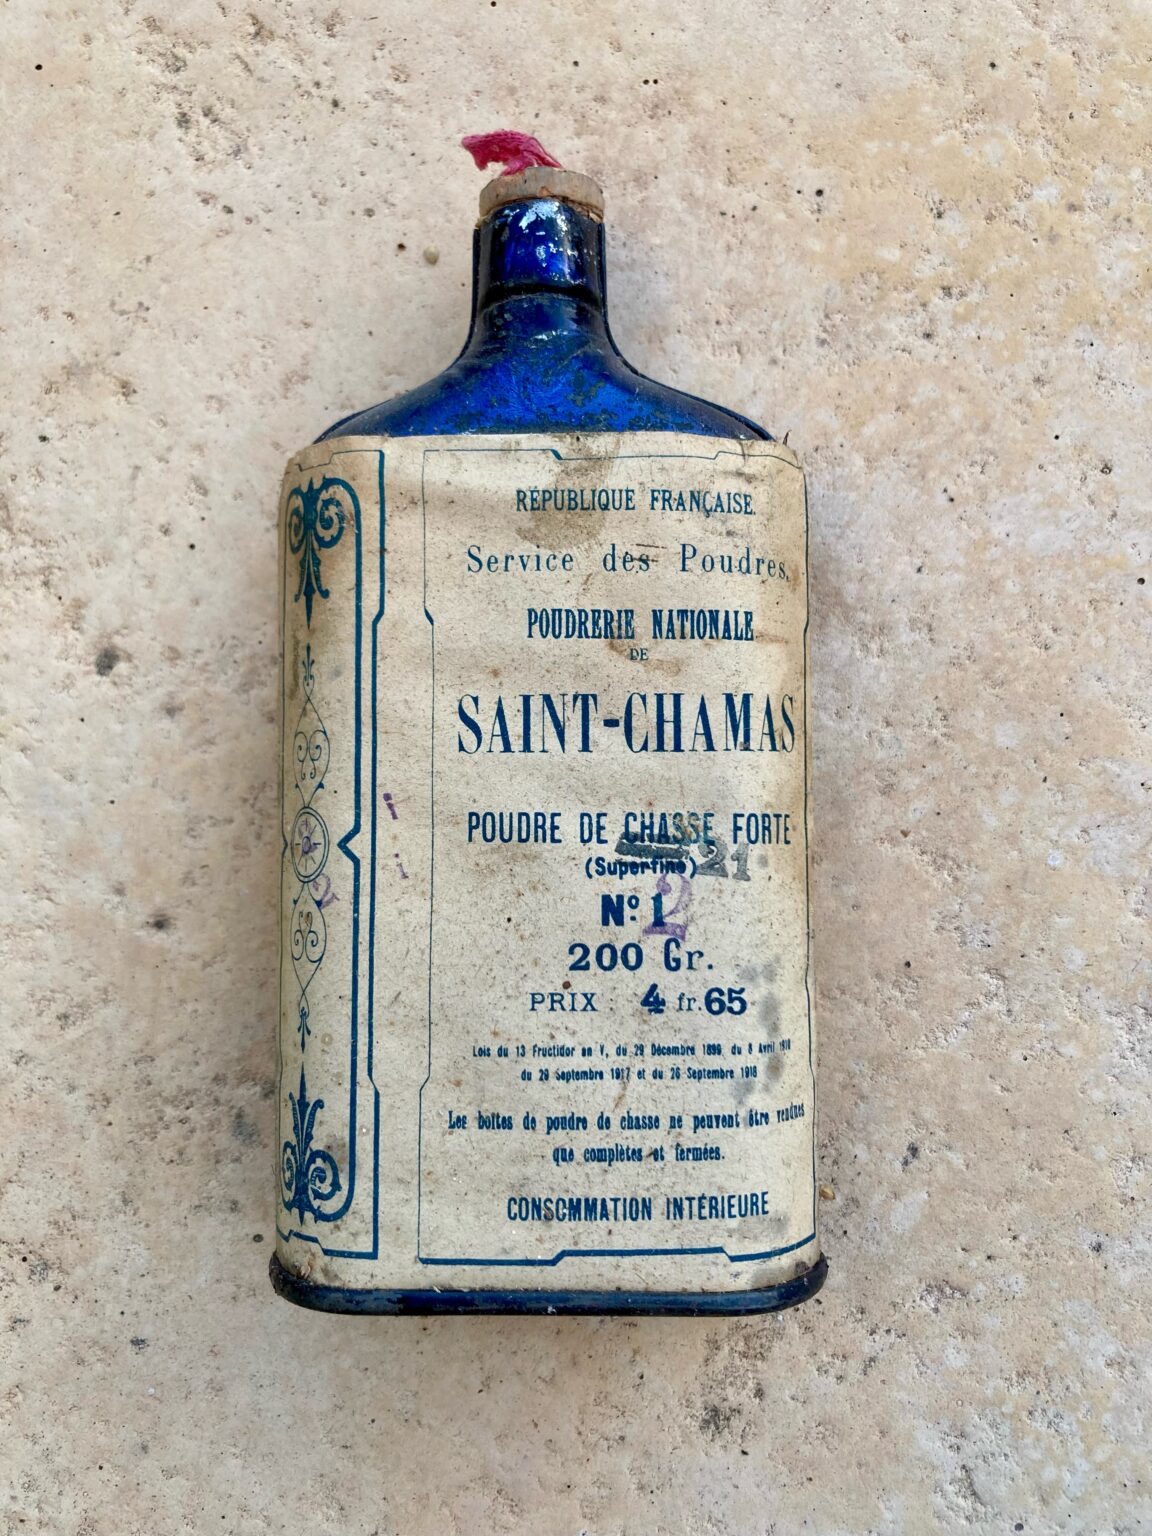 RÉPUBLIQUE FRANÇAISE.
Service des Poudres,
POUDRERIE NATIONALE
DE
SAINT-CHAMAS
POUDRE DE CHASSE FORTE
(Superfine) 21
Nº 1 2
200 Gr.
PRIX : 4 fr. 65
Lois du 13 Fructidor an V, du 29 Décembre 1899, du 8 Avril
du 29 Septembre 1917 et du 26 Septembre 1918
Les boîtes de poudre de chasse ne peuvent être vendues
que complètes et fermées.
CONSOMMATION INTÉRIEURE